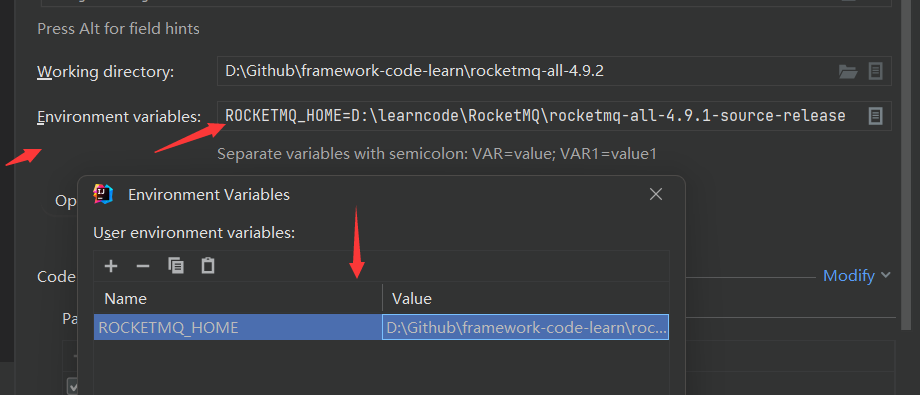 Press Alt for field hints
Working directory: D:\Github\framework-code-learn\rocketmq-all-4.9.2
Environment variables: ROCKETMQ_HOME=D:\learncode\RocketMQ\rocketmq-all-4.9.1-source-release
Separate variables with semicolon: VAR=value; VAR1=value1
Op
Environment Variables
User environment variables:
Code
Modify
Name Value
Pa
ROCKETMQ_HOME D:\Github\framework-code-learn\roc...